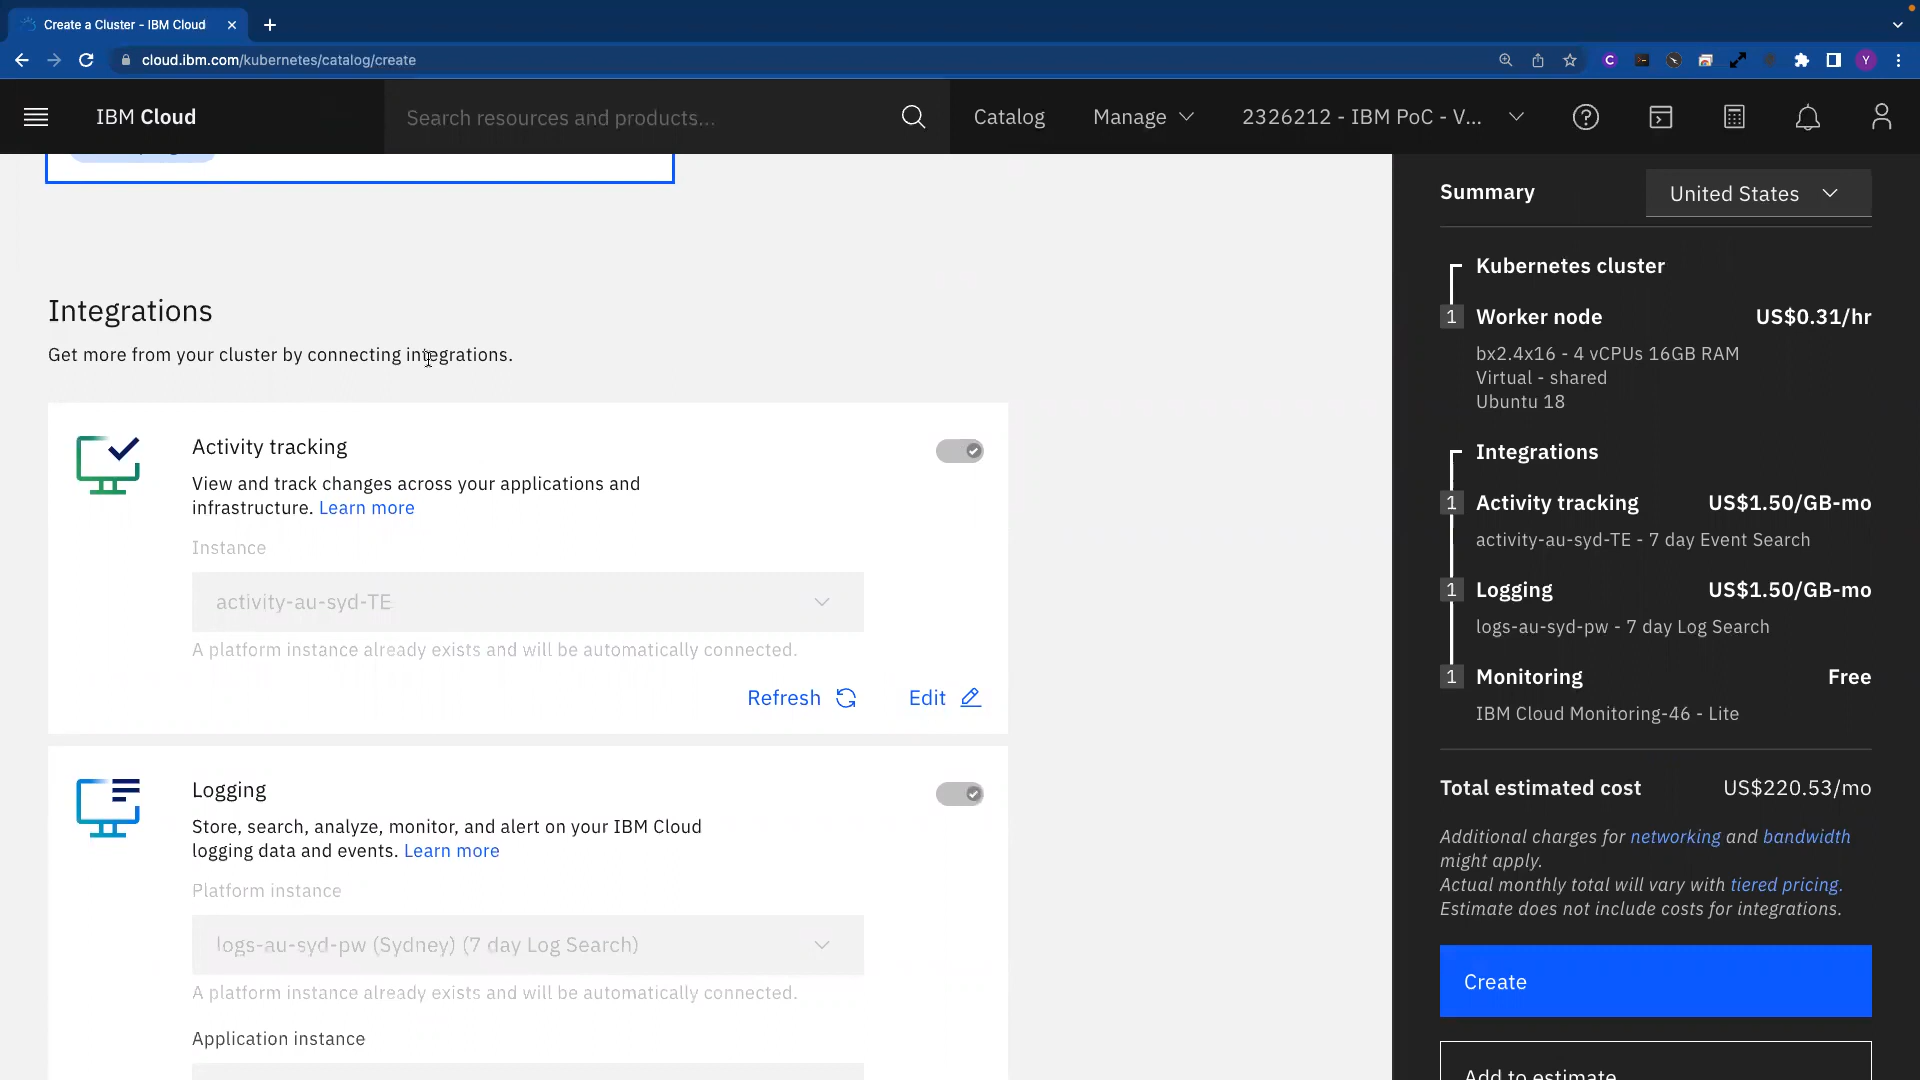 Create a Cluster - IBM Cloud
cloud.ibm.com/kubernetes/catalog/create
C
Y
IBM Cloud
Search resources and products...
Catalog
Manage
2326212 - IBM PoC - V...
Integrations
Get more from your cluster by connecting integrations.
Activity tracking
View and track changes across your applications and
infrastructure. Learn more
Instance
activity-au-syd-TE
A platform instance already exists and will be automatically connected.
Refresh
Edit
Logging
Store, search, analyze, monitor, and alert on your IBM Cloud
logging data and events. Learn more
Platform instance
logs-au-syd-pw (Sydney) (7 day Log Search)
A platform instance already exists and will be automatically connected.
Application instance
Summary
United States
Kubernetes cluster
1 Worker node US$0.31/hr
bx2.4x16 - 4 vCPUs 16GB RAM
Virtual - shared
Ubuntu 18
Integrations
1 Activity tracking US$1.50/GB-mo
activity-au-syd-TE - 7 day Event Search
1 Logging US$1.50/GB-mo
logs-au-syd-pw - 7 day Log Search
1 Monitoring Free
IBM Cloud Monitoring-46 - Lite
Total estimated cost US$220.53/mo
Additional charges for networking and bandwidth
might apply.
Actual monthly total will vary with tiered pricing.
Estimate does not include costs for integrations.
Create
Add to estimate